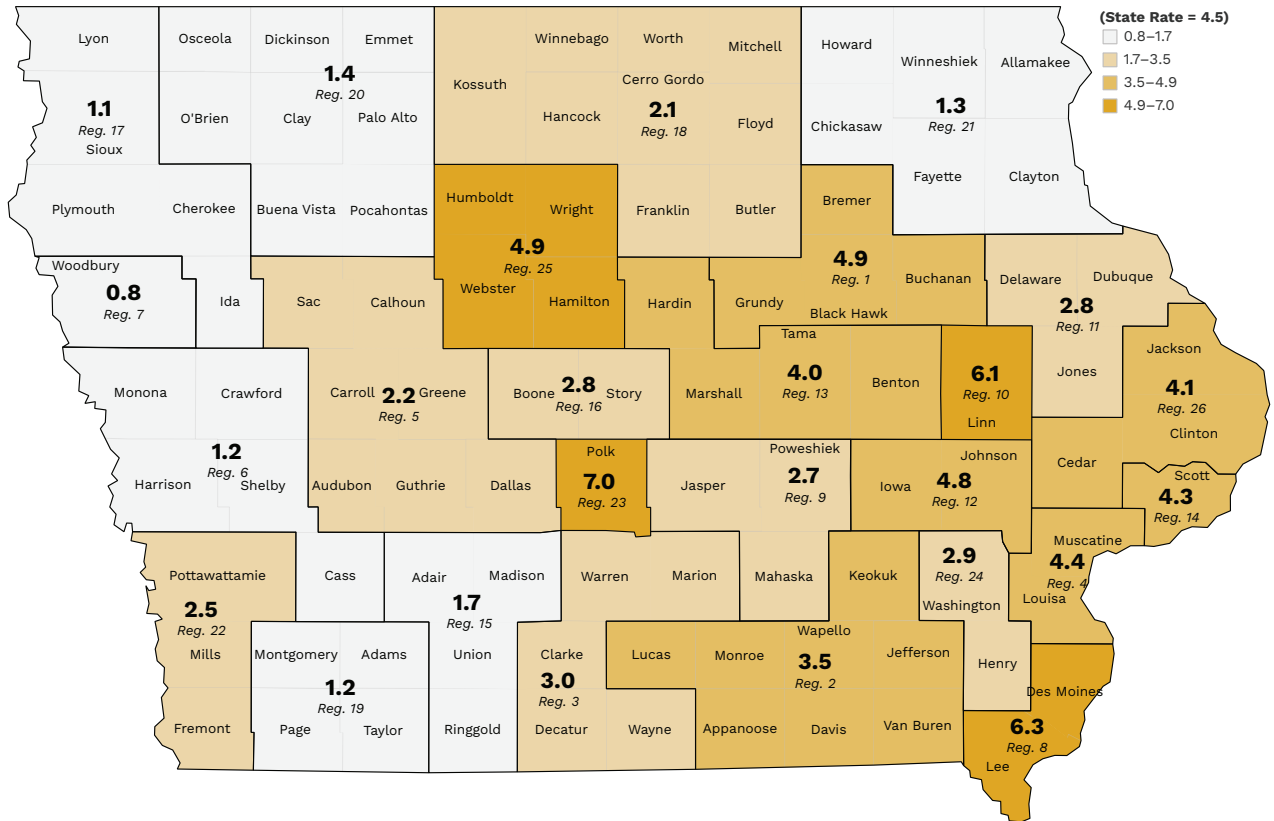 (State Rate = 4.5)
0.8–1.7
1.7–3.5
3.5–4.9
4.9–7.0
Lyon
Osceola
Dickinson
Emmet
Winnebago
Worth
Mitchell
Howard
Winneshiek
Allamakee
1.4
Reg. 20
Kossuth
Cerro Gordo
1.1
Reg. 17
Sioux
O'Brien
Clay
Palo Alto
Hancock
2.1
Reg. 18
Floyd
Chickasaw
1.3
Reg. 21
Fayette
Clayton
Plymouth
Cherokee
Buena Vista
Pocahontas
Humboldt
Wright
Franklin
Butler
Bremer
4.9
Reg. 25
4.9
Reg. 1
Woodbury
0.8
Reg. 7
Ida
Sac
Calhoun
Webster
Hamilton
Hardin
Grundy
Black Hawk
Buchanan
Delaware
Dubuque
2.8
Reg. 11
Jones
Tama
Jackson
Monona
Crawford
Carroll
2.2
Greene
Reg. 5
Boone
2.8
Story
Reg. 16
Marshall
4.0
Reg. 13
Benton
6.1
Reg. 10
Linn
4.1
Reg. 26
Clinton
1.2
Reg. 6
Harrison
Shelby
Audubon
Guthrie
Dallas
Polk
7.0
Reg. 23
Jasper
Poweshiek
2.7
Reg. 9
Iowa
Johnson
4.8
Reg. 12
Cedar
Scott
4.3
Reg. 14
Muscatine
4.4
Reg. 4
Louisa
Pottawattamie
2.5
Reg. 22
Mills
Fremont
Cass
Adair
Madison
1.7
Reg. 15
Union
Ringgold
Warren
Marion
Mahaska
Keokuk
2.9
Reg. 24
Washington
Henry
Montgomery
Adams
1.2
Reg. 19
Page
Taylor
Clarke
3.0
Reg. 3
Decatur
Wayne
Lucas
Monroe
Wapello
3.5
Reg. 2
Jefferson
Appanoose
Davis
Van Buren
Des Moines
6.3
Reg. 8
Lee